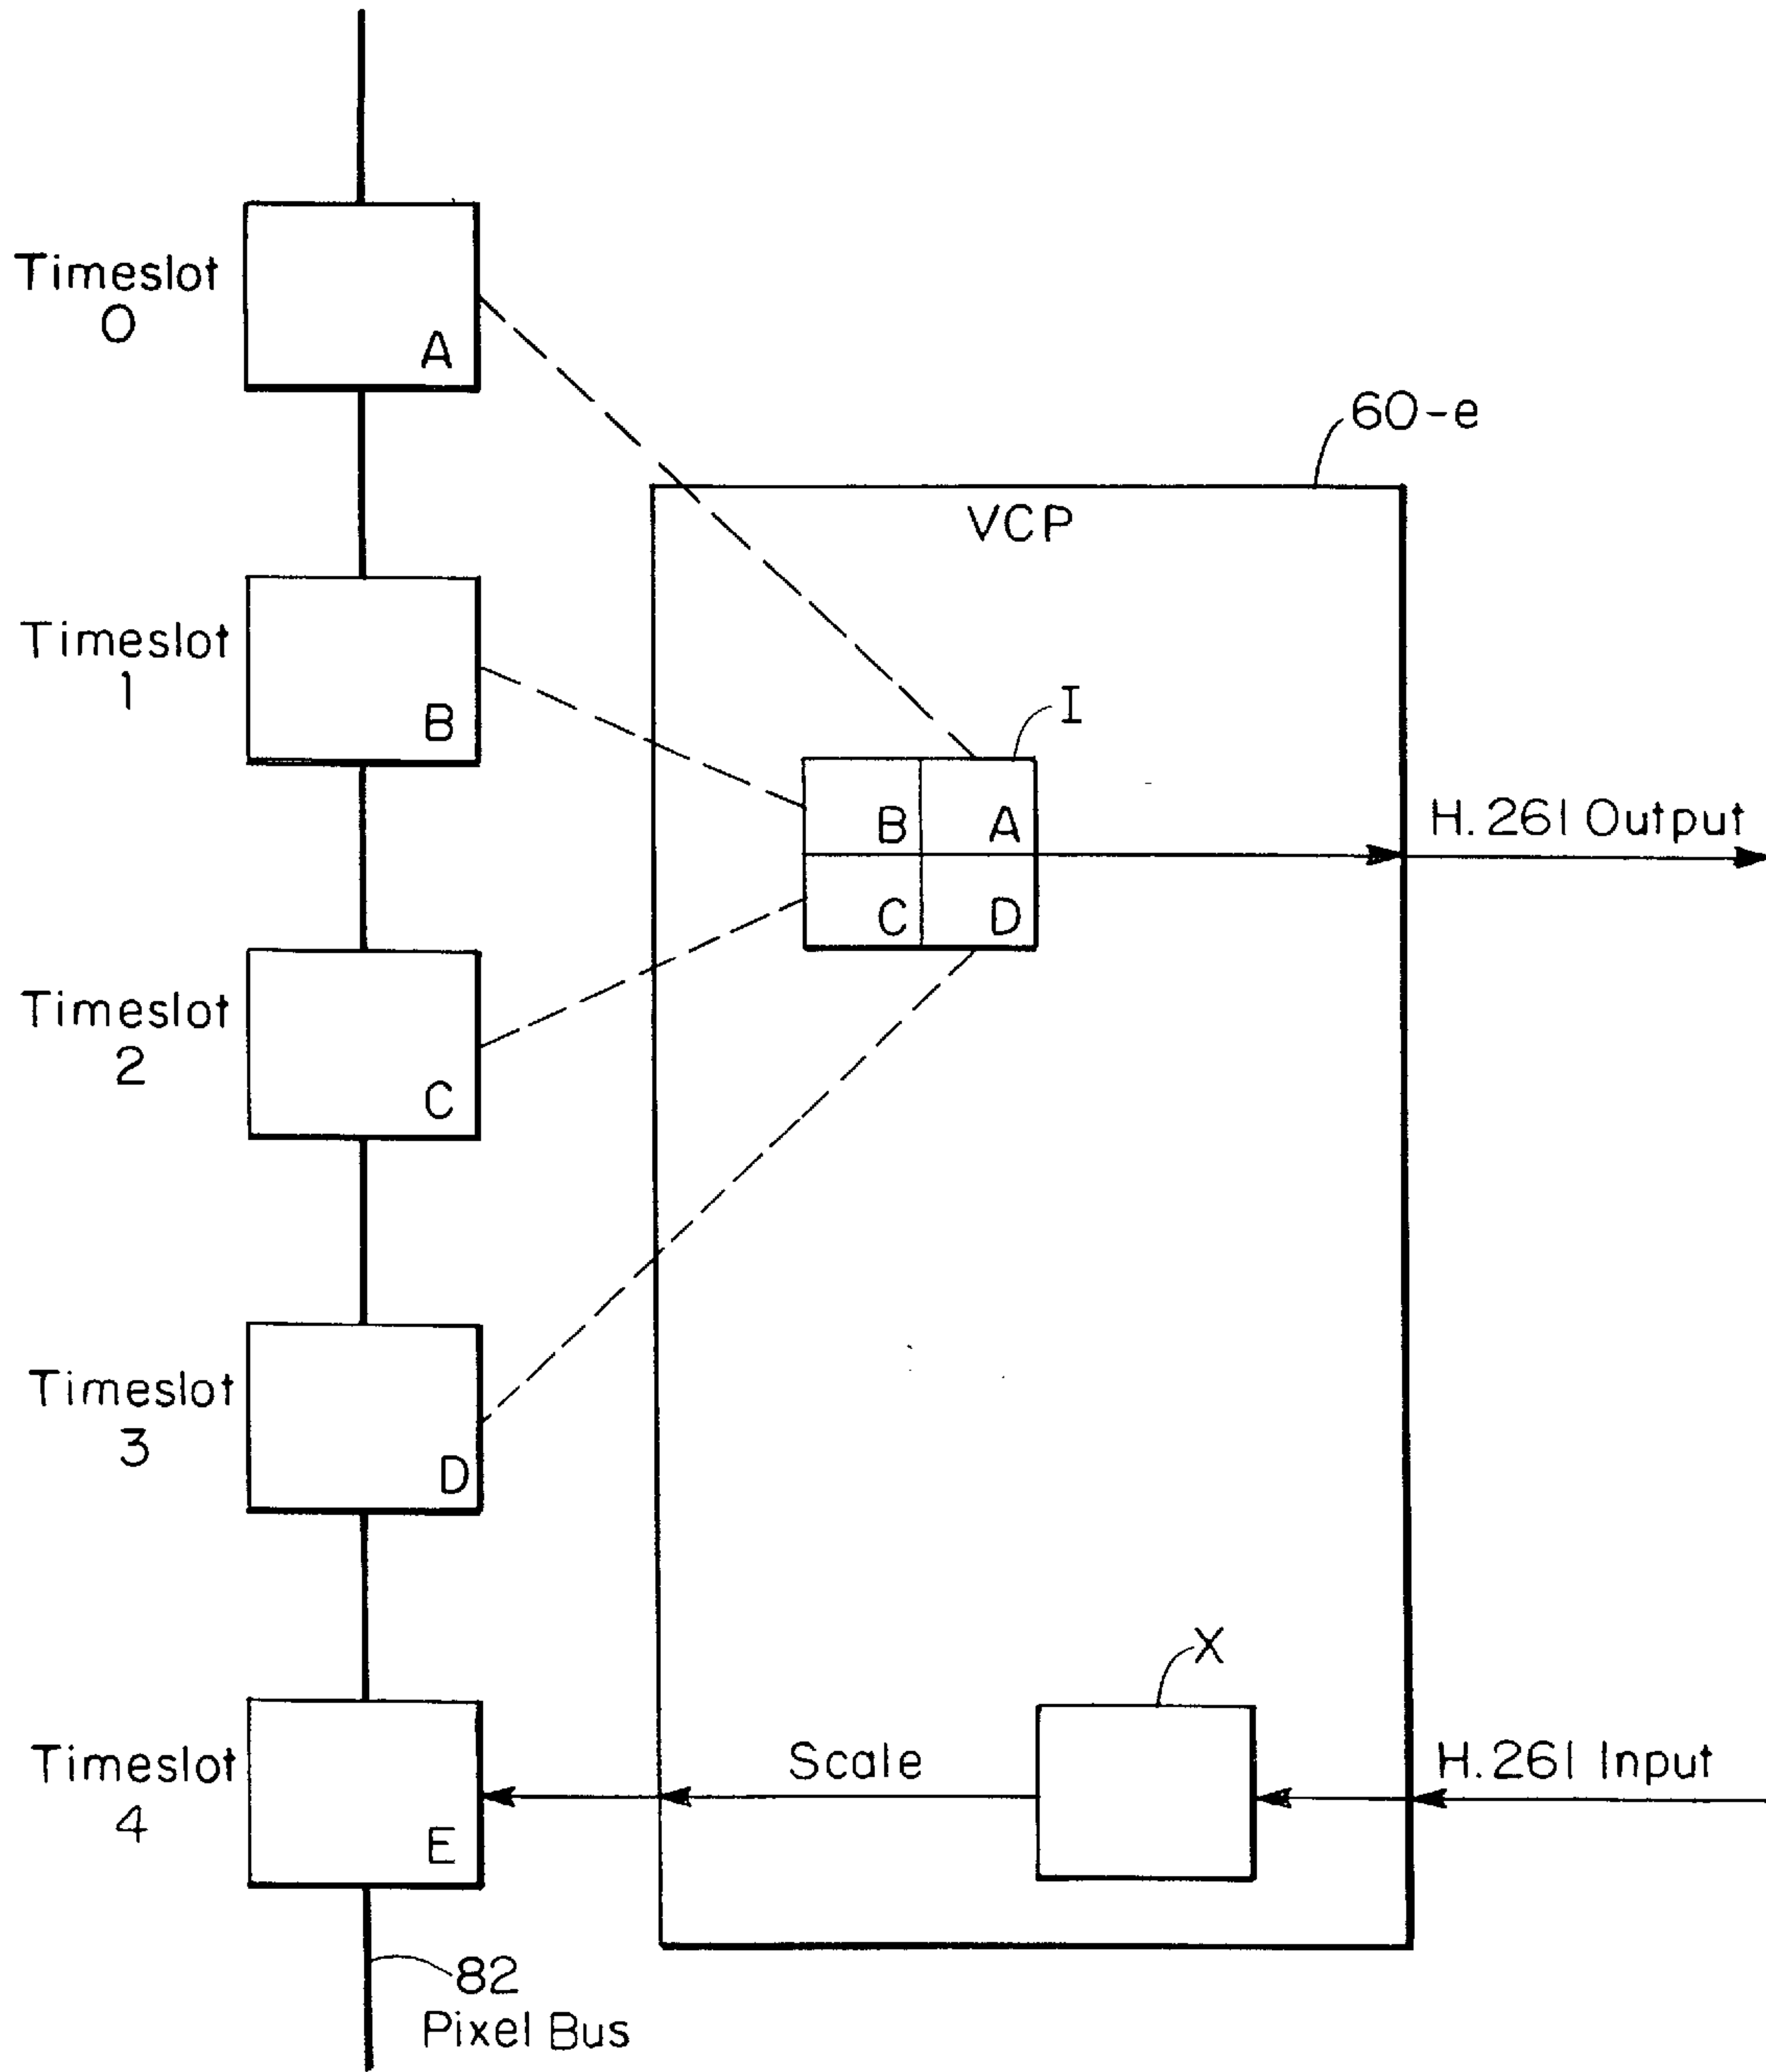 Timeslot
0
A
60-e
VCP
Timeslot
1
B
I
B A
H.261 Output
C D
Timeslot
2
C
Timeslot
3
D
X
Timeslot
4
E
Scale
H.261 Input
82
Pixel Bus